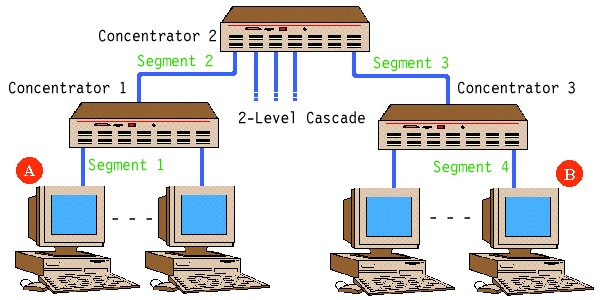 Concentrator 2
Segment 2
Segment 3
Concentrator 1
Concentrator 3
2-Level Cascade
A
Segment 1
Segment 4
B